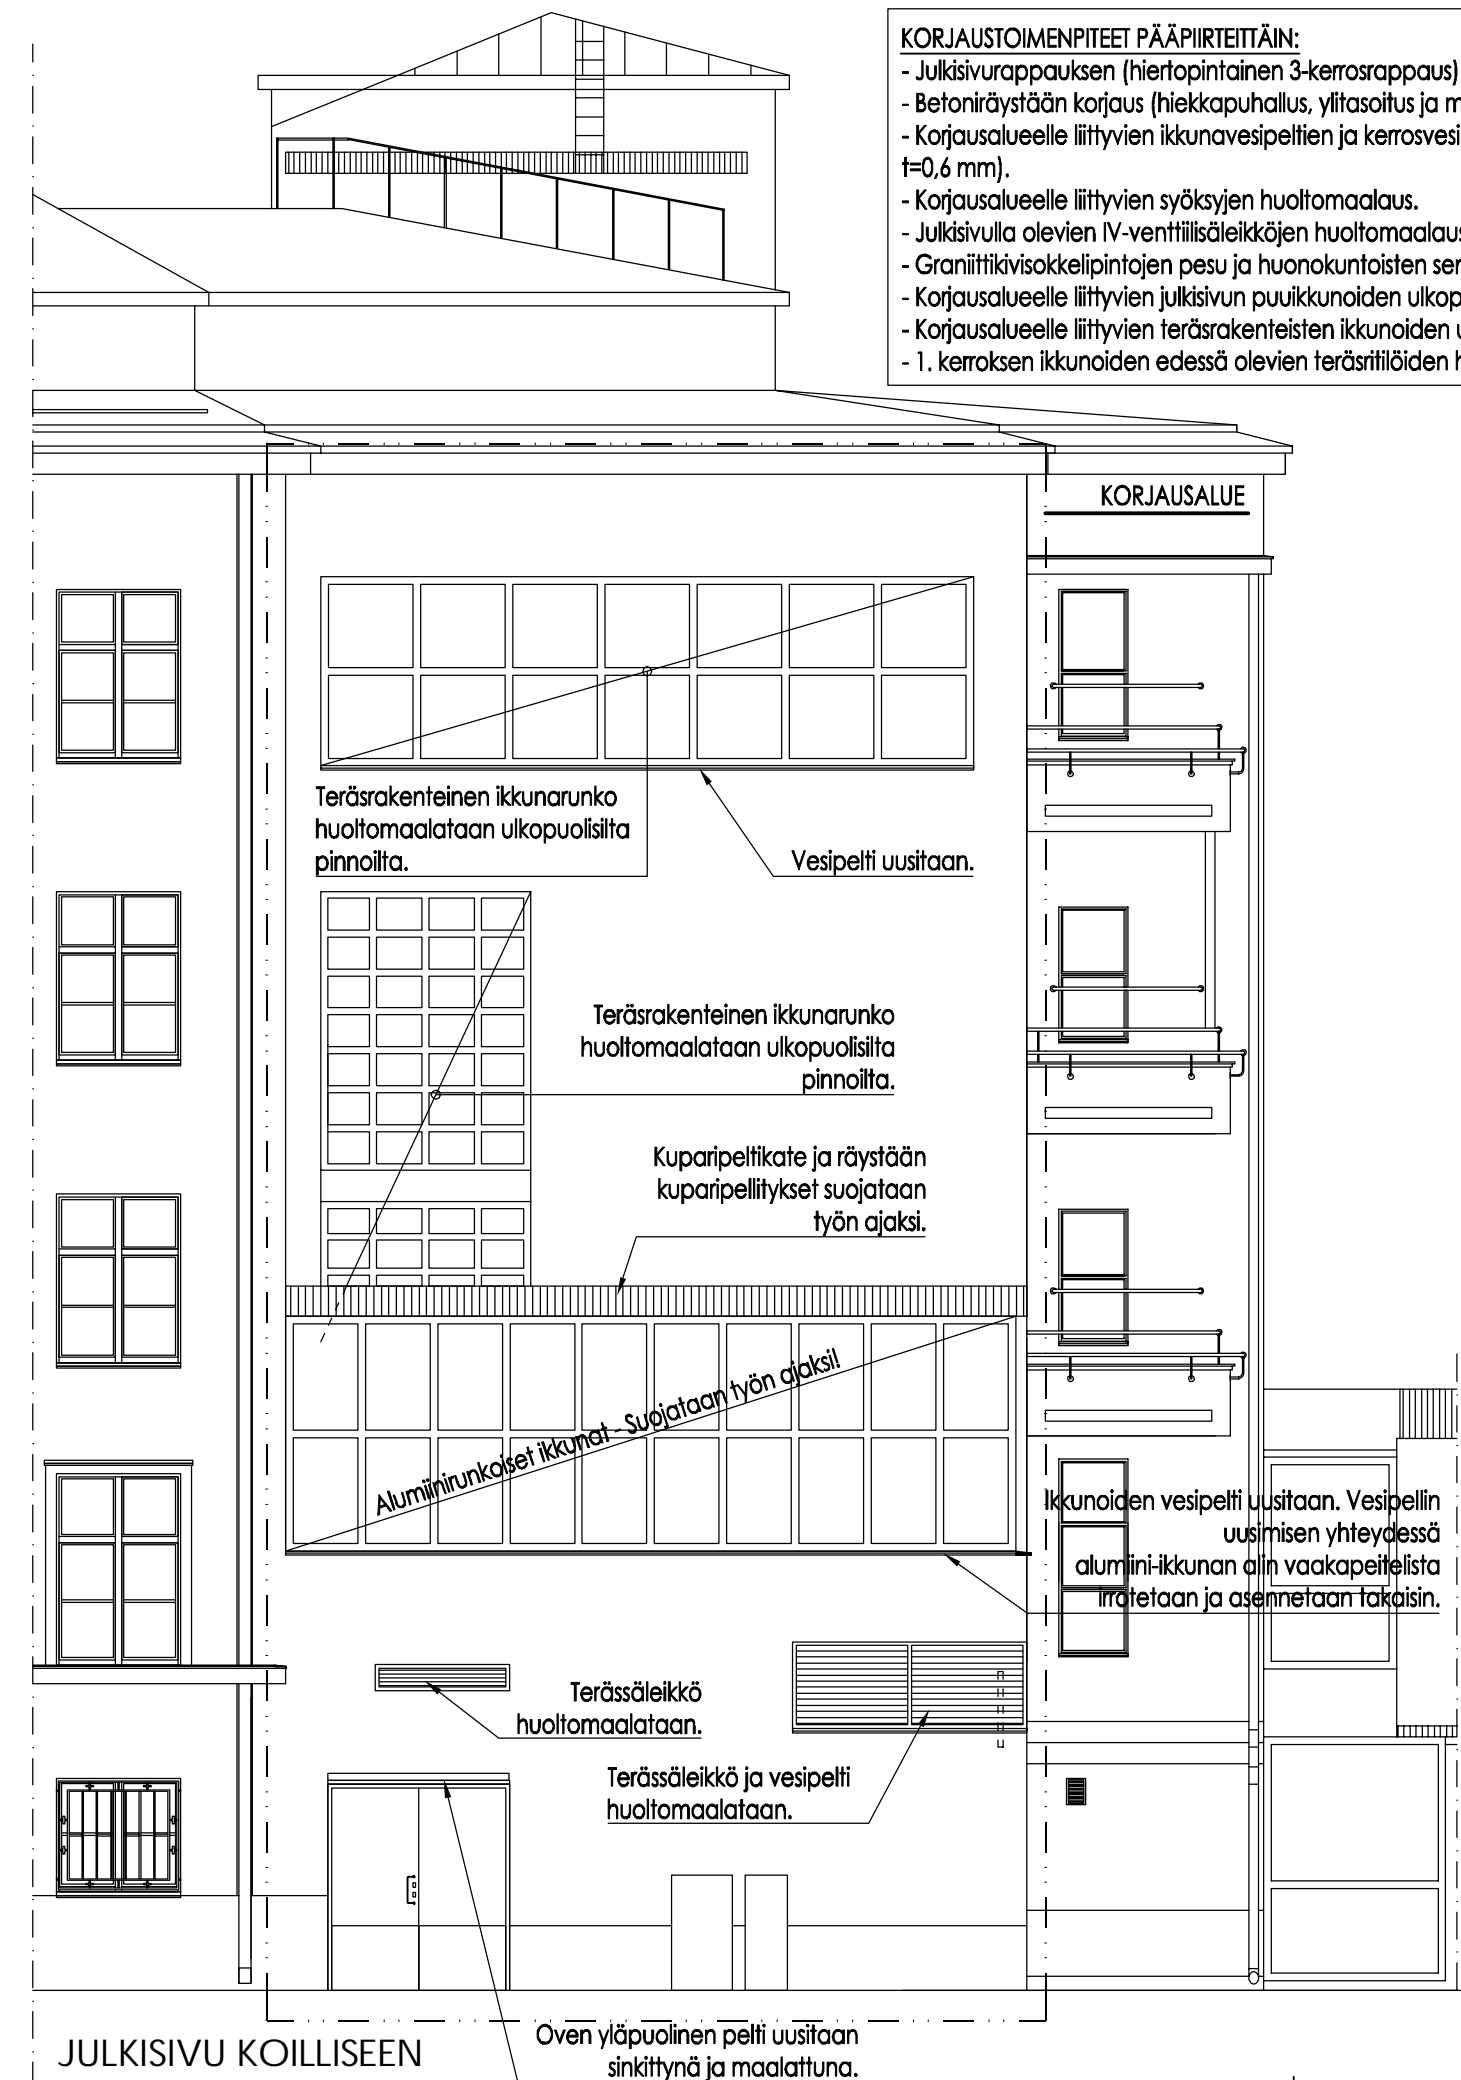 KORJAUSTOIMENPITEET PÄÄPIIRTEITTÄIN:
- Julkisivurappauksen (hiertopintainen 3-kerrosrappaus)
- Betoniräystään korjaus (hiekkapuhallus, ylitasoitus ja m
- Korjausalueelle liittyvien ikkunavesipeltien ja kerrosvesi
t=0,6 mm).
- Korjausalueelle liittyvien syöksyjen huoltomaalaus.
- Julkisivulla olevien IV-venttiilisäleikköjen huoltomaalaus
- Graniittikivisokkelipintojen pesu ja huonokuntoisten
- Korjausalueelle liittyvien julkisivun puuikkunoiden ulkop
- Korjausalueelle liittyvien teräsrakenteisten ikkunoiden
- 1. kerroksen ikkunoiden edessä olevien teräsritilöiden
KORJAUSALUE
Teräsrakenteinen ikkunarunko
huoltomaalataan ulkopuolisilta
pinnoilta.
Vesipelti uusitaan.
Teräsrakenteinen ikkunarunko
huoltomaalataan ulkopuolisilta
pinnoilta.
Kuparipeltikate ja räystään
kuparipellitykset suojataan
työn ajaksi.
Alumiinirunkoiset ikkunat - Suojataan työn ajaksi!
Ikkunoiden vesipelti uusitaan. Vesipellin
uusimisen yhteydessä
alumiini-ikkunan alin vaakapeitelista
irrotetaan ja asennetaan takaisin.
Terässäleikkö
huoltomaalataan.
Terässäleikkö ja vesipelti
huoltomaalataan.
Oven yläpuolinen pelti uusitaan
sinkittynä ja maalattuna.
JULKISIVU KOILLISEEN